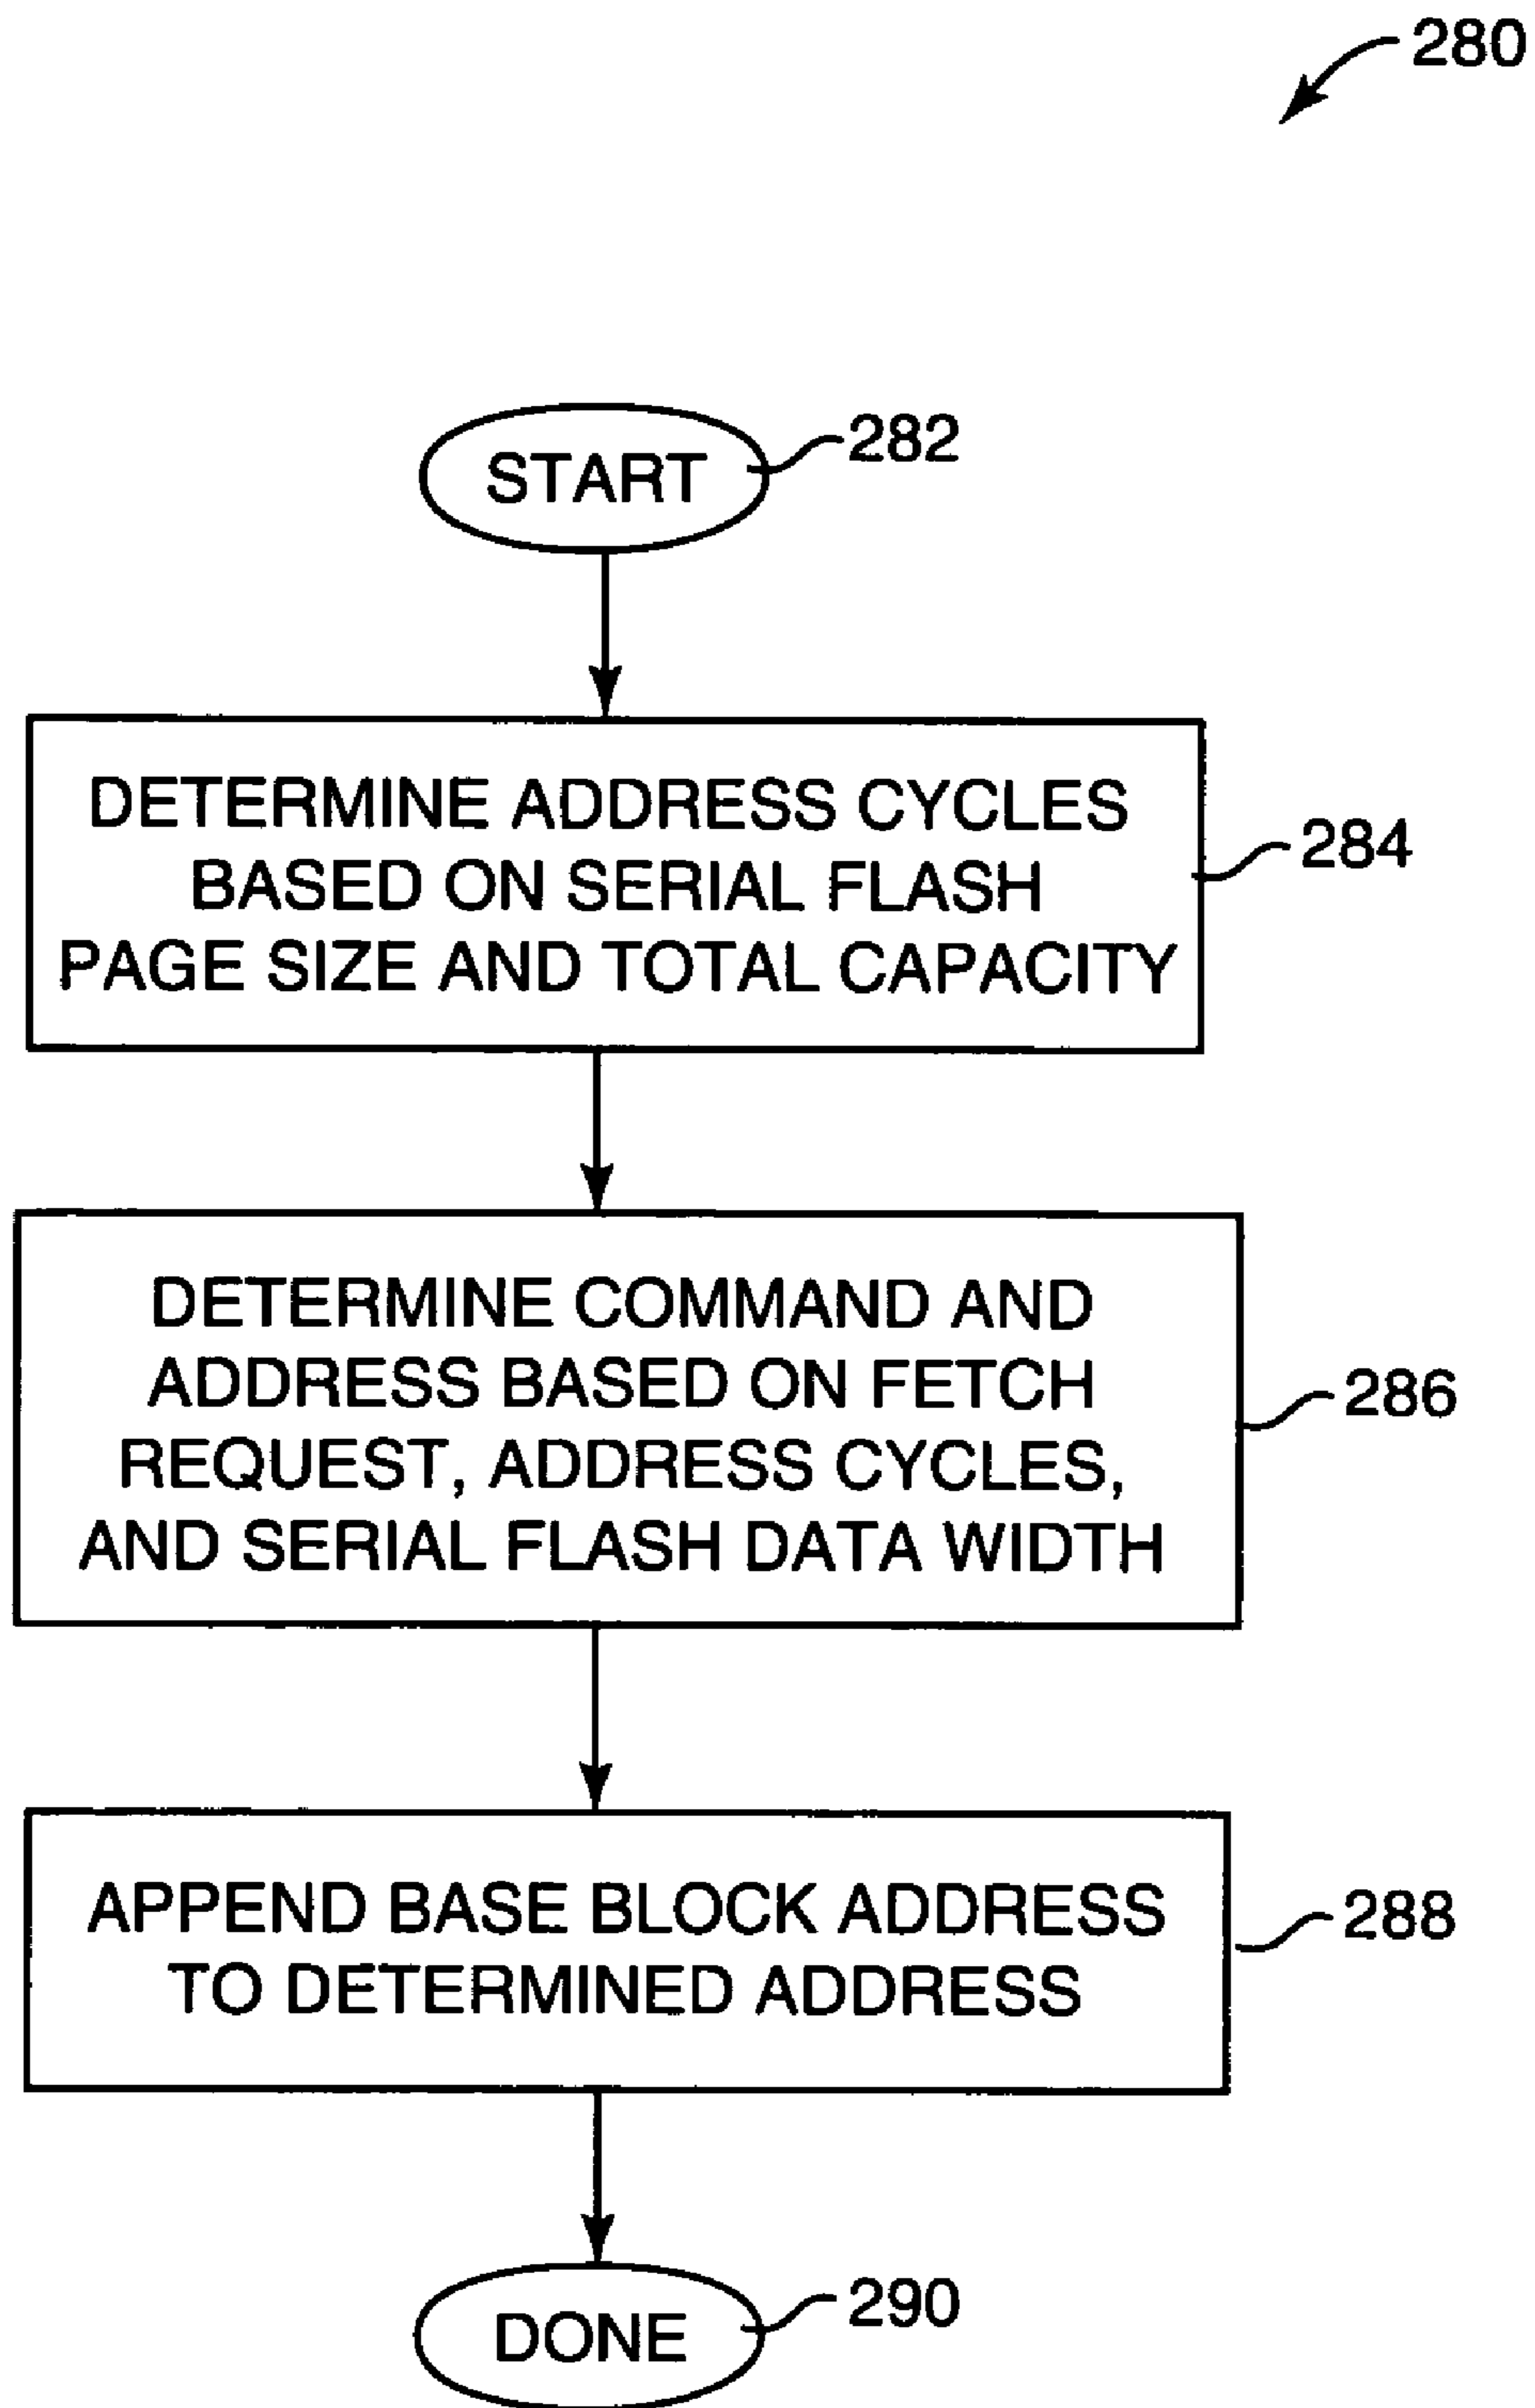 280
START
282
DETERMINE ADDRESS CYCLES
BASED ON SERIAL FLASH
PAGE SIZE AND TOTAL CAPACITY
284
DETERMINE COMMAND AND
ADDRESS BASED ON FETCH
REQUEST, ADDRESS CYCLES,
AND SERIAL FLASH DATA WIDTH
286
APPEND BASE BLOCK ADDRESS
TO DETERMINED ADDRESS
288
DONE
290